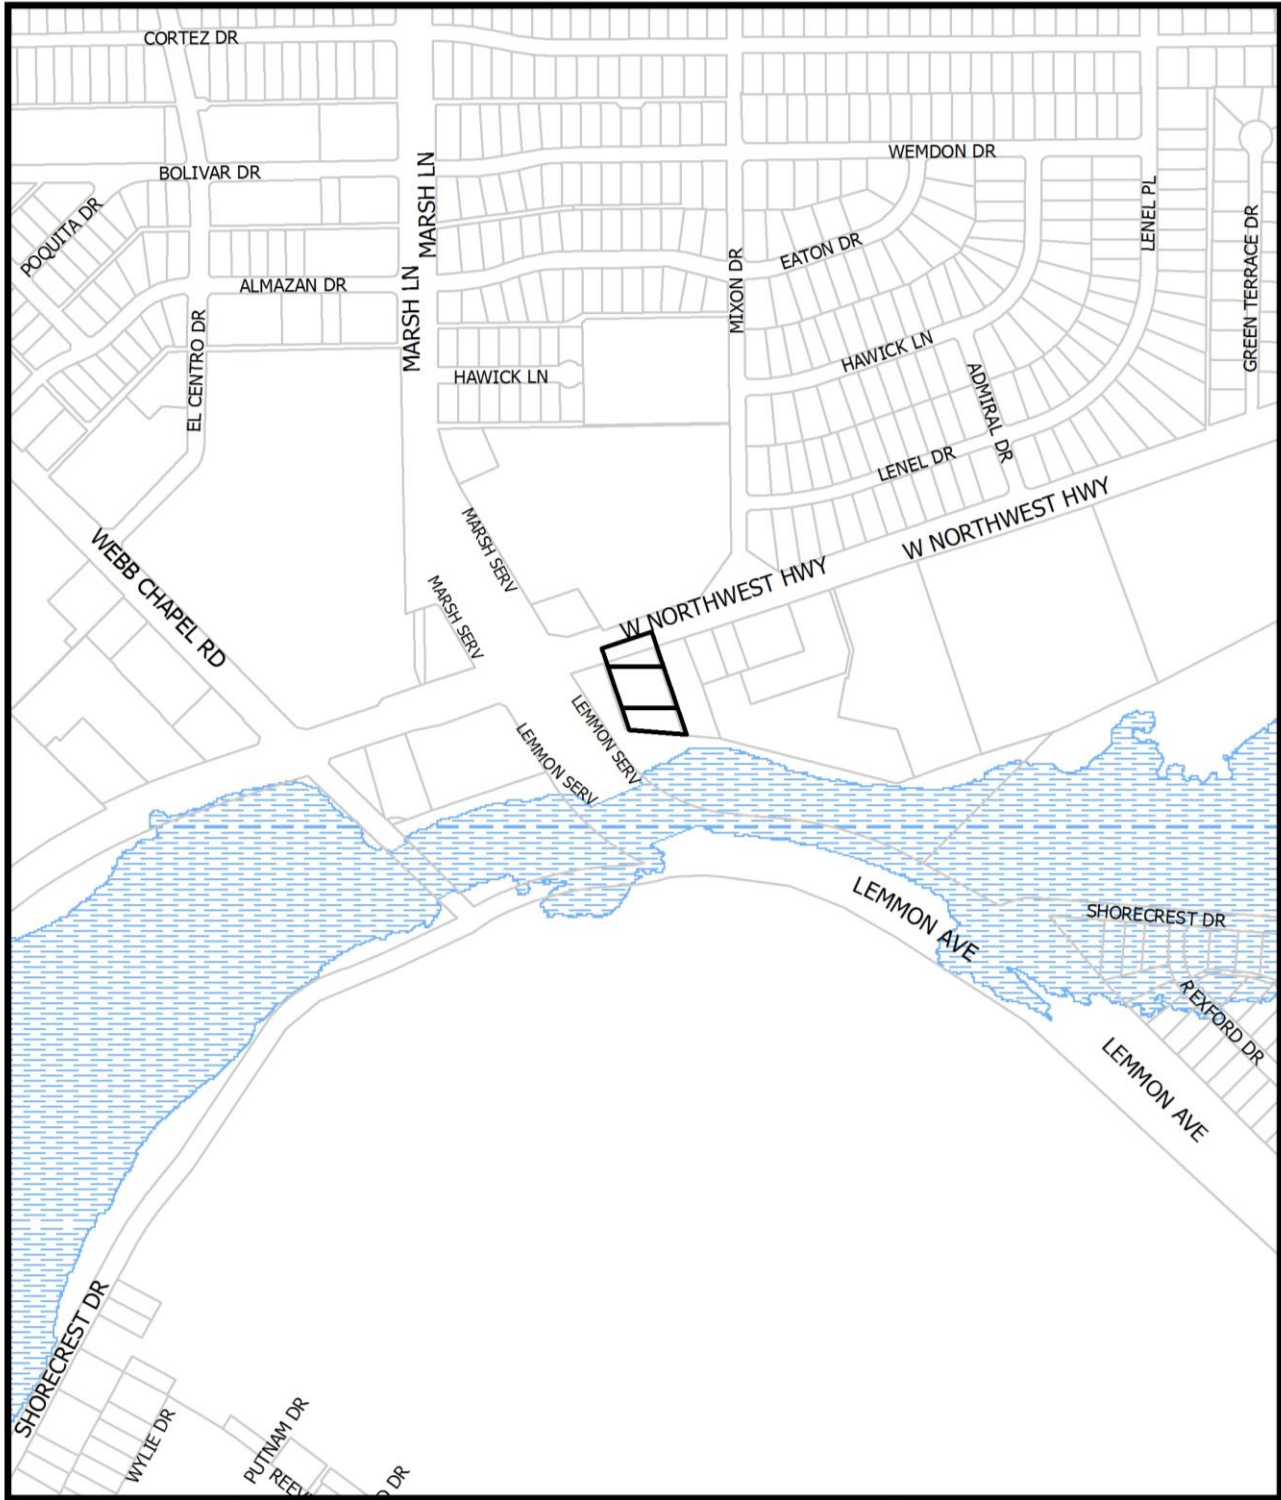 CORTEZ DR
WEMDON DR
BOLIVAR DR
MARSH LN
LENEL PL
POQUITA DR
EATON DR
GREEN TERRACE DR
MIXON DR
ALMAZAN DR
MARSH LN
EL CENTRO DR
HAWICK LN
HAWICK LN
ADMIRAL DR
LENEL DR
W NORTHWEST HWY
MARSH SERV
WEBB CHAPEL RD
W NORTHWEST HWY
MARSH SERV
LEMMON SERV
LEMMON SERV
LEMMON AVE
SHORECREST DR
REXFORD DR
LEMMON AVE
SHORECREST DR
WYLIE DR
PUTNAM DR